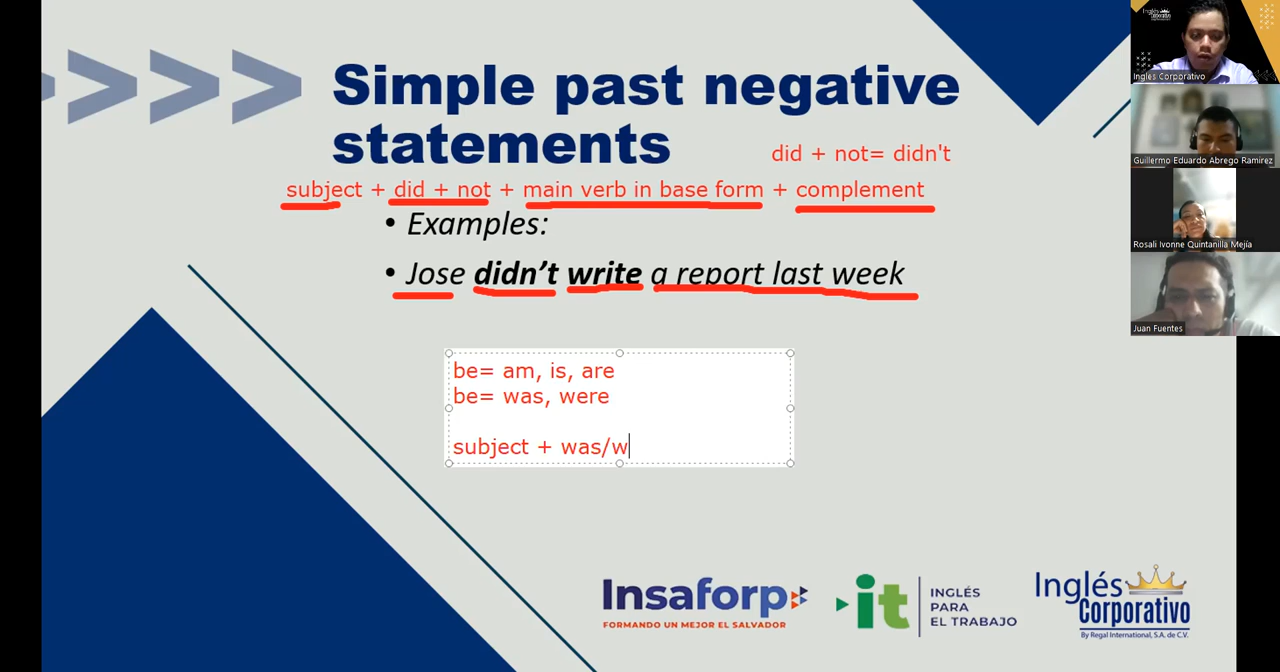 Simple past negative
statements
did + not= didn't
subject + did + not + main verb in base form + complement
• Examples:
• Jose didn’t write a report last week
be= am, is, are
be= was, were
subject + was/w
Insaforp
FORMANDO UN MEJOR EL SALVADOR
it
INGLÉS
PARA
EL TRABAJO
Inglés
Corporativo
By Regal International, S.A. de C.V.
Inglés
Corporativo
Ingles Corporativo
Guillermo Eduardo Abrego Ramirez
Rosali Ivonne Quintanilla Mejía
Juan Fuentes